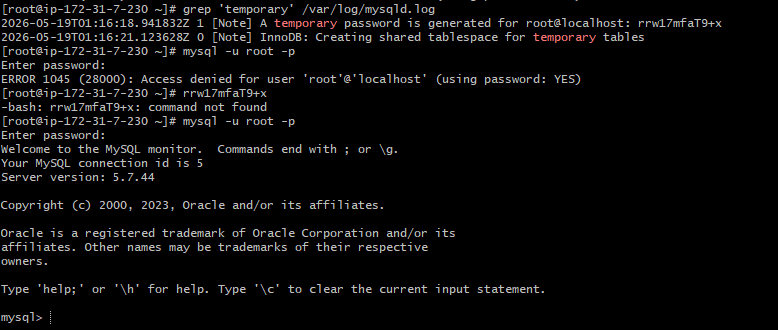 [root@ip-172-31-7-230 ~]# grep 'temporary' /var/log/mysqld.log
2026-05-19T01:16:18.941832Z 1 [Note] A temporary password is generated for root@localhost: rrw17mfaT9+x
2026-05-19T01:16:21.123628Z 0 [Note] InnoDB: Creating shared tablespace for temporary tables
[root@ip-172-31-7-230 ~]# mysql -u root -p
Enter password:
ERROR 1045 (28000): Access denied for user 'root'@'localhost' (using password: YES)
[root@ip-172-31-7-230 ~]# rrw17mfaT9+x
-bash: rrw17mfaT9+x: command not found
[root@ip-172-31-7-230 ~]# mysql -u root -p
Enter password:
Welcome to the MySQL monitor.  Commands end with ; or \g.
Your MySQL connection id is 5
Server version: 5.7.44

Copyright (c) 2000, 2023, Oracle and/or its affiliates.

Oracle is a registered trademark of Oracle Corporation and/or its
affiliates. Other names may be trademarks of their respective
owners.

Type 'help;' or '\h' for help. Type '\c' to clear the current input statement.

mysql>